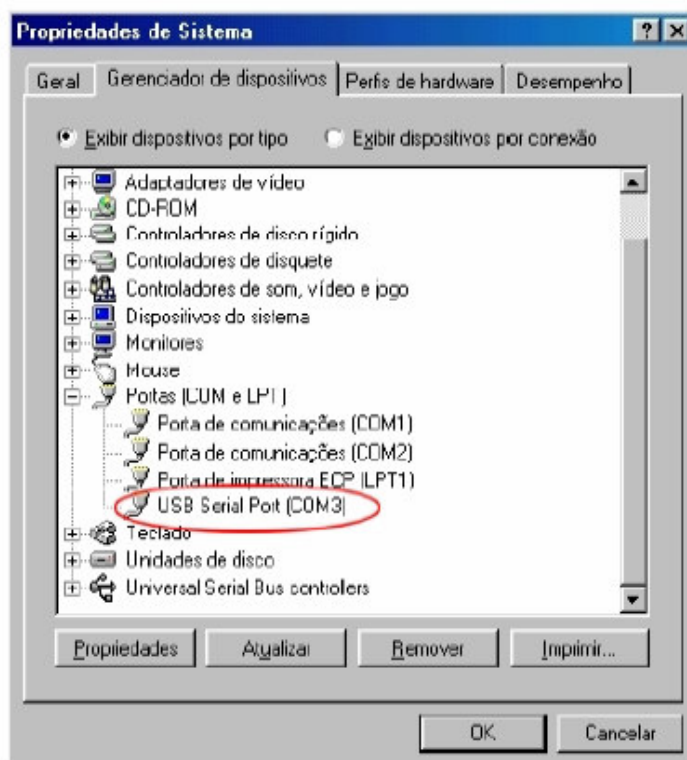 Propriedades de Sistema
Geral Gerenciador de dispositivos Perfis de hardware Desempenho
Exibir dispositivos por tipo Exibir dispositivos por conexão
Adaptadores de vídeo
CD-ROM
Controladores de disco rígido
Controladores de disquete
Controladores de som, vídeo e jogo
Dispositivos do sistema
Monitores
Mouse
Portas (COM e LPT)
Porta de comunicações (COM1)
Porta de comunicações (COM2)
Porta de impressora ECP (LPT1)
USB Serial Port (COM3)
Teclado
Unidades de disco
Universal Serial Bus controllers
Propriedades Atualizar Remover Imprimir...
OK Cancelar